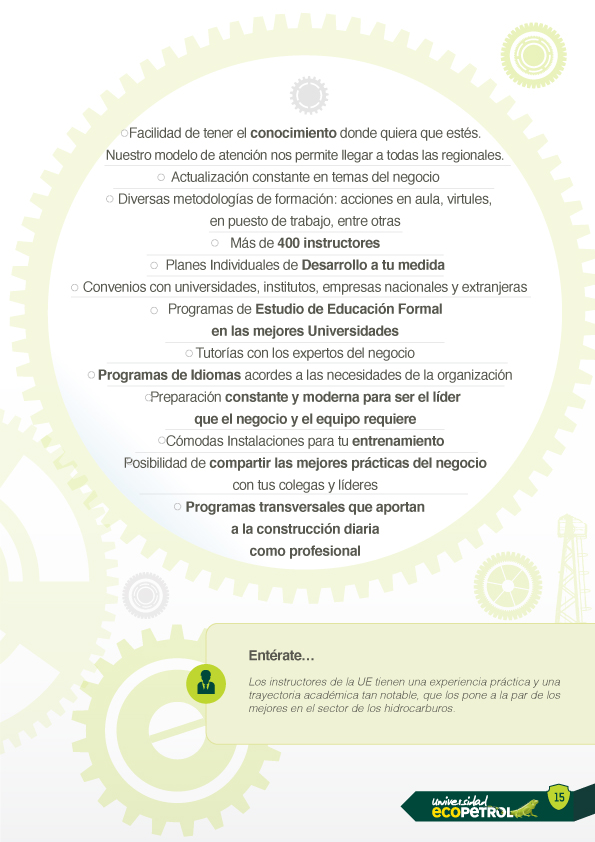 Facilidad de tener el conocimiento donde quiera que estés.
Nuestro modelo de atención nos permite llegar a todas las regionales.
Actualización constante en temas del negocio
Diversas metodologías de formación: acciones en aula, virtules,
en puesto de trabajo, entre otras
Más de 400 instructores
Planes Individuales de Desarrollo a tu medida
Convenios con universidades, institutos, empresas nacionales y extranjeras
Programas de Estudio de Educación Formal
en las mejores Universidades
Tutorías con los expertos del negocio
Programas de Idiomas acordes a las necesidades de la organización
Preparación constante y moderna para ser el líder
que el negocio y el equipo requiere
Cómodas Instalaciones para tu entrenamiento
Posibilidad de compartir las mejores prácticas del negocio
con tus colegas y líderes
Programas transversales que aportan
a la construcción diaria
como profesional
Entérate...
Los instructores de la UE tienen una experiencia práctica y una
trayectoria académica tan notable, que los pone a la par de los
mejores en el sector de los hidrocarburos.
15
universidad
ECOPETROL